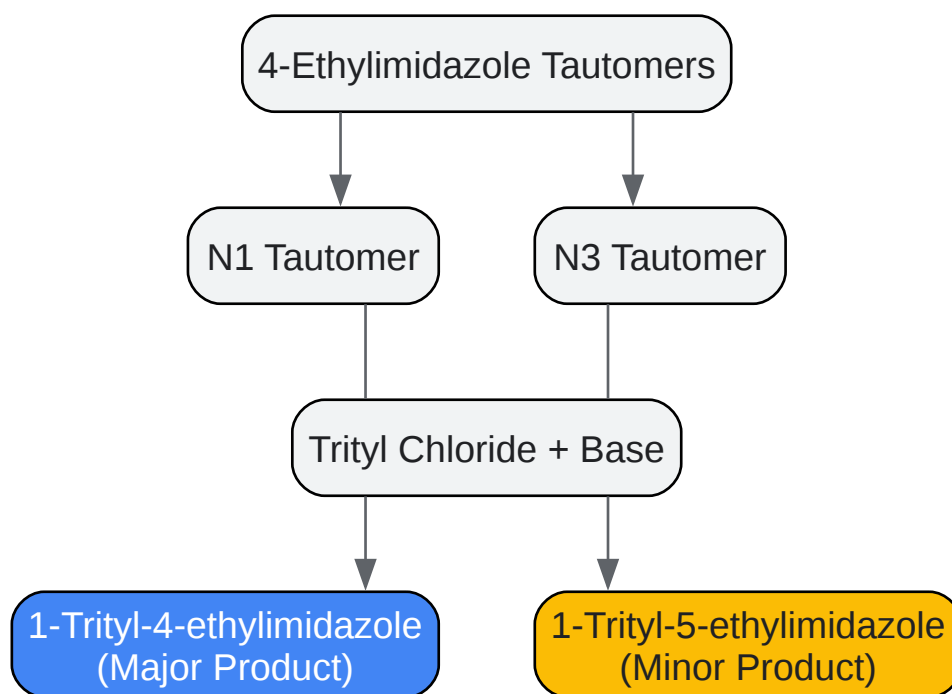 4-Ethylimidazole Tautomers
N1 Tautomer
N3 Tautomer
Trityl Chloride + Base
1-Trityl-4-ethylimidazole
(Major Product)
1-Trityl-5-ethylimidazole
(Minor Product)